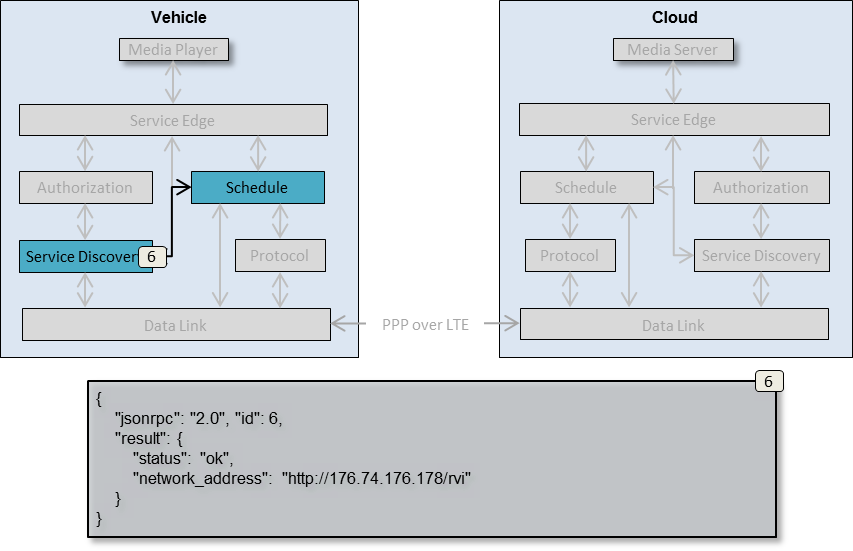 Vehicle
Media Player
Service Edge
Authorization
Schedule
Service Discover
6
Protocol
Data Link
PPP over LTE
Cloud
Media Server
Service Edge
Schedule
Authorization
Protocol
Service Discovery
Data Link
6
{
"jsonrpc": "2.0", "id": 6,
"result": {
"status": "ok",
"network_address": "http://176.74.176.178/rvi"
}
}